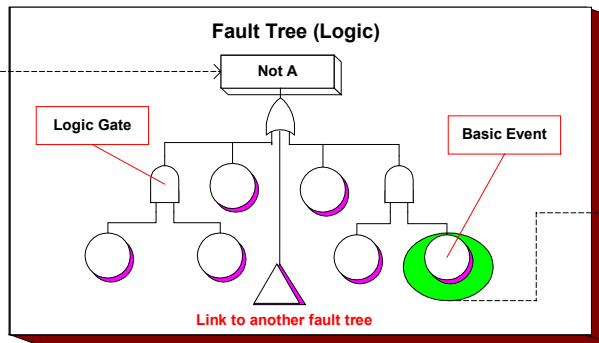 Fault Tree (Logic)
Not A
Logic Gate
Basic Event
Link to another fault tree